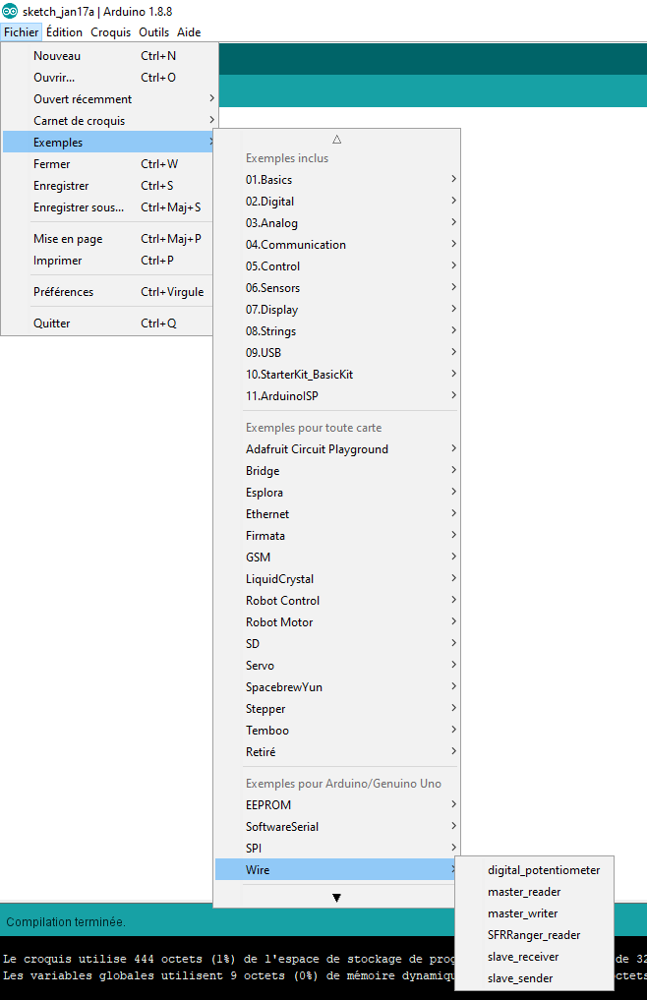 sketch_jan17a | Arduino 1.8.8
Fichier Édition Croquis Outils Aide
Nouveau Ctrl+N
Ouvrir... Ctrl+O
Ouvert récemment
Carnet de croquis
Exemples
Fermer Ctrl+W
Enregistrer Ctrl+S
Enregistrer sous... Ctrl+Maj+S
Mise en page Ctrl+Maj+P
Imprimer Ctrl+P
Préférences Ctrl+Virgule
Quitter Ctrl+Q
Exemples inclus
01.Basics
02.Digital
03.Analog
04.Communication
05.Control
06.Sensors
07.Display
08.Strings
09.USB
10.StarterKit_BasicKit
11.ArduinoISP
Exemples pour toute carte
Adafruit Circuit Playground
Bridge
Esplora
Ethernet
Firmata
GSM
LiquidCrystal
Robot Control
Robot Motor
SD
Servo
SpacebrewYun
Stepper
Temboo
Retiré
Exemples pour Arduino/Genuino Uno
EEPROM
SoftwareSerial
SPI
Wire
digital_potentiometer
master_reader
master_writer
SFRRanger_reader
slave_receiver
slave_sender
Compilation terminée.
Le croquis utilise 444 octets (1%) de l'espace de stockage de prog de 32
Les variables globales utilisent 9 octets (0%) de mémoire dynamiqu octets